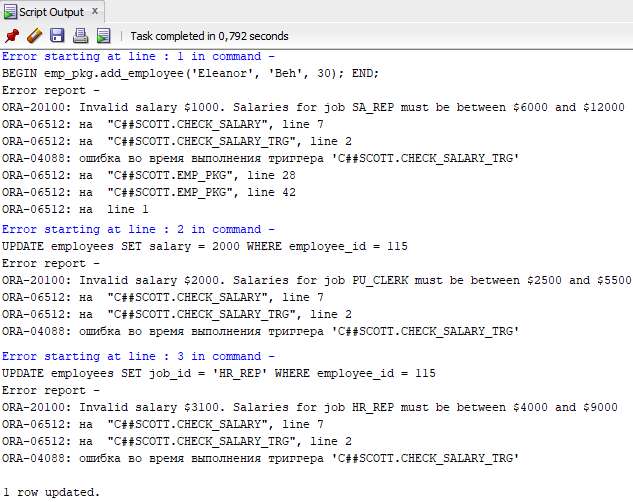 Script Output x
Task completed in 0,792 seconds
Error starting at line : 1 in command -
BEGIN emp_pkg.add_employee('Eleanor', 'Beh', 30); END;
Error report -
ORA-20100: Invalid salary $1000. Salaries for job SA_REP must be between $6000 and $12000
ORA-06512: на  "C##SCOTT.CHECK_SALARY", line 7
ORA-06512: на  "C##SCOTT.CHECK_SALARY_TRG", line 2
ORA-04088: ошибка во время выполнения триггера 'C##SCOTT.CHECK_SALARY_TRG'
ORA-06512: на  "C##SCOTT.EMP_PKG", line 28
ORA-06512: на  "C##SCOTT.EMP_PKG", line 42
ORA-06512: на  line 1
Error starting at line : 2 in command -
UPDATE employees SET salary = 2000 WHERE employee_id = 115
Error report -
ORA-20100: Invalid salary $2000. Salaries for job PU_CLERK must be between $2500 and $5500
ORA-06512: на  "C##SCOTT.CHECK_SALARY", line 7
ORA-06512: на  "C##SCOTT.CHECK_SALARY_TRG", line 2
ORA-04088: ошибка во время выполнения триггера 'C##SCOTT.CHECK_SALARY_TRG'
Error starting at line : 3 in command -
UPDATE employees SET job_id = 'HR_REP' WHERE employee_id = 115
Error report -
ORA-20100: Invalid salary $3100. Salaries for job HR_REP must be between $4000 and $9000
ORA-06512: на  "C##SCOTT.CHECK_SALARY", line 7
ORA-06512: на  "C##SCOTT.CHECK_SALARY_TRG", line 2
ORA-04088: ошибка во время выполнения триггера 'C##SCOTT.CHECK_SALARY_TRG'
1 row updated.